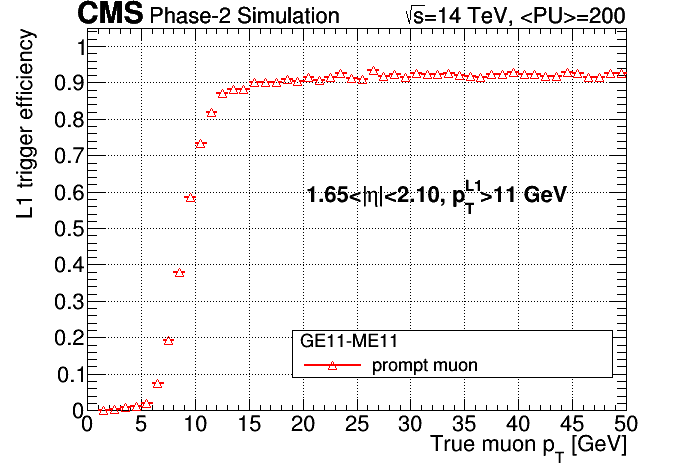 CMS Phase-2 Simulation √s=14 TeV, <PU>=200
L1 trigger efficiency
1
0.9
0.8
0.7
0.6
0.5
0.4
0.3
0.2
0.1
0
1.65<|η|<2.10, p_T^L1>11 GeV
GE11-ME11
prompt muon
0 5 10 15 20 25 30 35 40 45 50
True muon p_T [GeV]